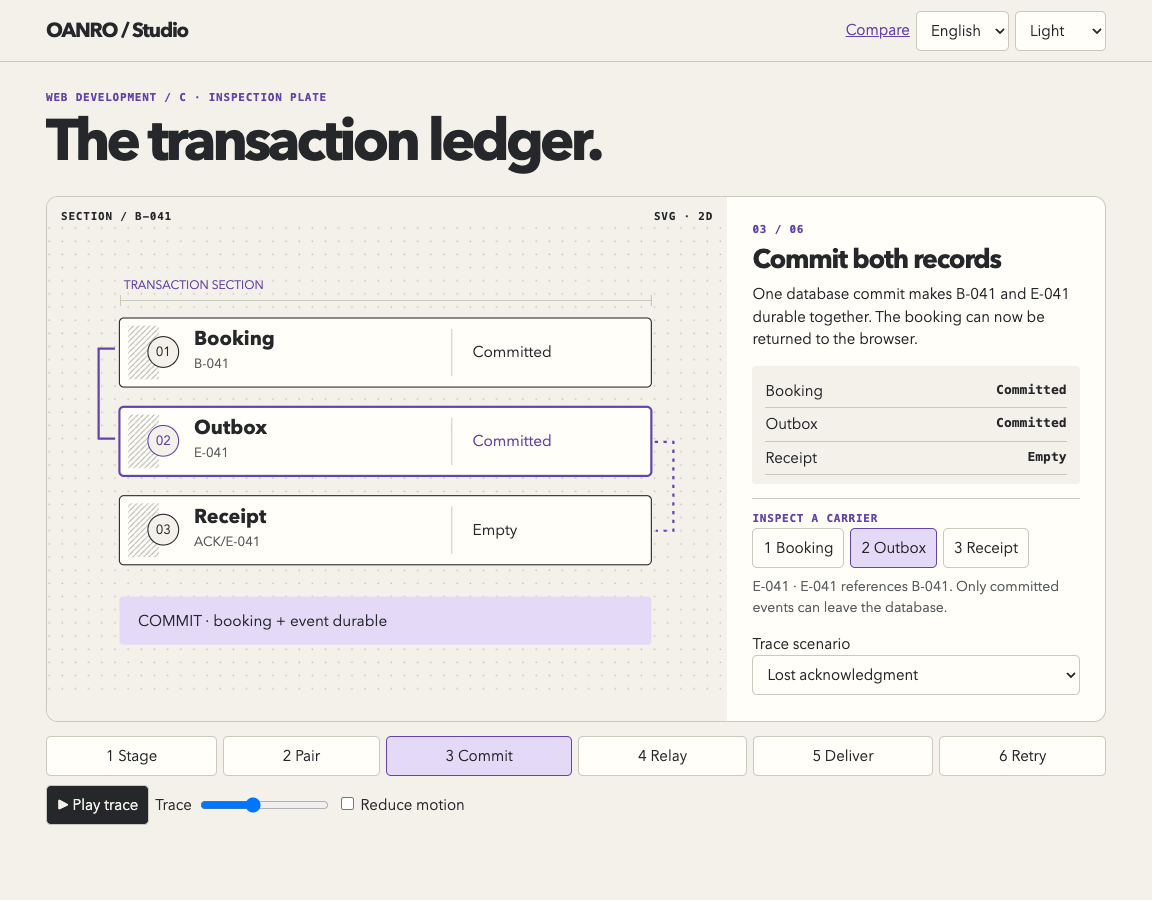 OANRO / Studio
Compare
English
Light
WEB DEVELOPMENT / C · INSPECTION PLATE
The transaction ledger.
SECTION / B–041
SVG · 2D
TRANSACTION SECTION
01
Booking
B-041
Committed
02
Outbox
E-041
Committed
03
Receipt
ACK/E-041
Empty
COMMIT · booking + event durable
03 / 06
Commit both records
One database commit makes B-041 and E-041
durable together. The booking can now be
returned to the browser.
Booking Committed
Outbox Committed
Receipt Empty
INSPECT A CARRIER
1 Booking
2 Outbox
3 Receipt
E-041 · E-041 references B-041. Only committed
events can leave the database.
Trace scenario
Lost acknowledgment
1 Stage
2 Pair
3 Commit
4 Relay
5 Deliver
6 Retry
▶ Play trace
Trace
Reduce motion